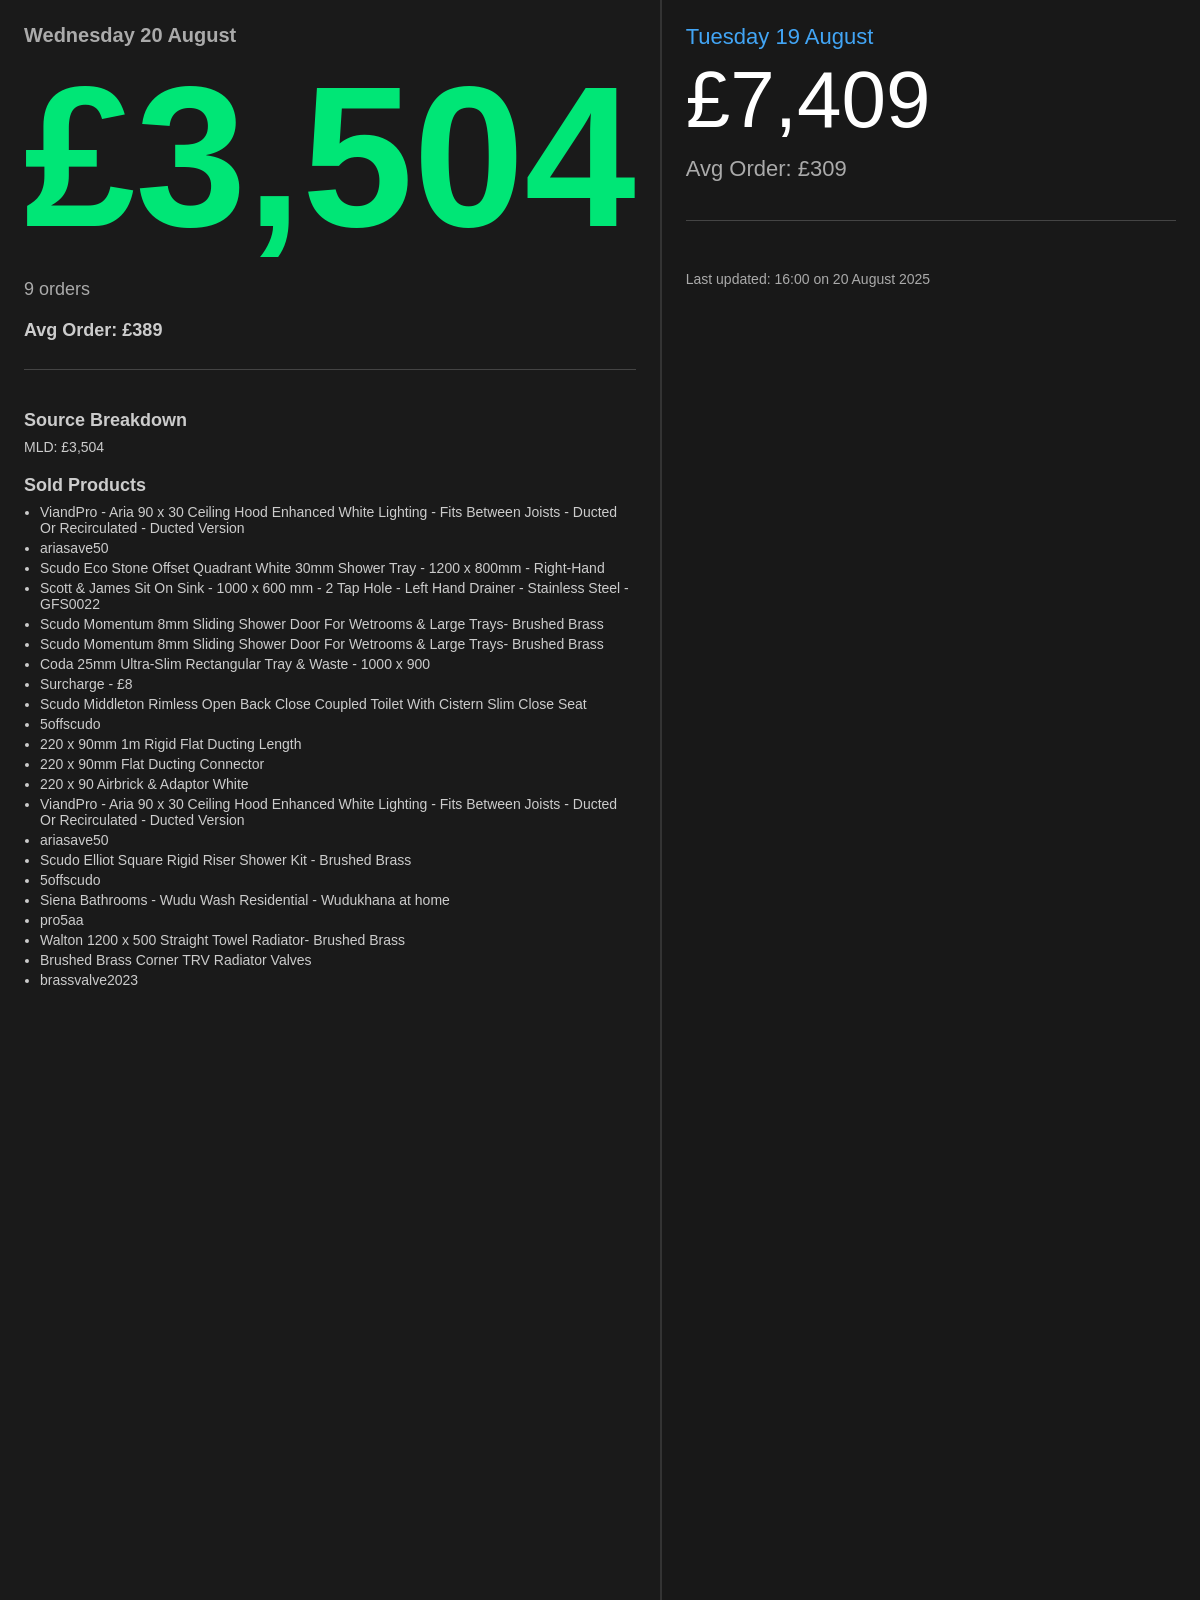 Wednesday 20 August
£3,504
9 orders
Avg Order: £389
Source Breakdown
MLD: £3,504
Sold Products
• ViandPro - Aria 90 x 30 Ceiling Hood Enhanced White Lighting - Fits Between Joists - Ducted
Or Recirculated - Ducted Version
• ariasave50
• Scudo Eco Stone Offset Quadrant White 30mm Shower Tray - 1200 x 800mm - Right-Hand
• Scott & James Sit On Sink - 1000 x 600 mm - 2 Tap Hole - Left Hand Drainer - Stainless Steel -
GFS0022
• Scudo Momentum 8mm Sliding Shower Door For Wetrooms & Large Trays- Brushed Brass
• Scudo Momentum 8mm Sliding Shower Door For Wetrooms & Large Trays- Brushed Brass
• Coda 25mm Ultra-Slim Rectangular Tray & Waste - 1000 x 900
• Surcharge - £8
• Scudo Middleton Rimless Open Back Close Coupled Toilet With Cistern Slim Close Seat
• 5offscudo
• 220 x 90mm 1m Rigid Flat Ducting Length
• 220 x 90mm Flat Ducting Connector
• 220 x 90 Airbrick & Adaptor White
• ViandPro - Aria 90 x 30 Ceiling Hood Enhanced White Lighting - Fits Between Joists - Ducted
Or Recirculated - Ducted Version
• ariasave50
• Scudo Elliot Square Rigid Riser Shower Kit - Brushed Brass
• 5offscudo
• Siena Bathrooms - Wudu Wash Residential - Wudukhana at home
• pro5aa
• Walton 1200 x 500 Straight Towel Radiator- Brushed Brass
• Brushed Brass Corner TRV Radiator Valves
• brassvalve2023
Tuesday 19 August
£7,409
Avg Order: £309
Last updated: 16:00 on 20 August 2025